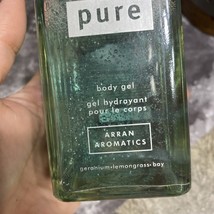 pure
body gel
gel hydratant
pour le corps
ARRAN
AROMATICS
geranium•lemongrass•bay